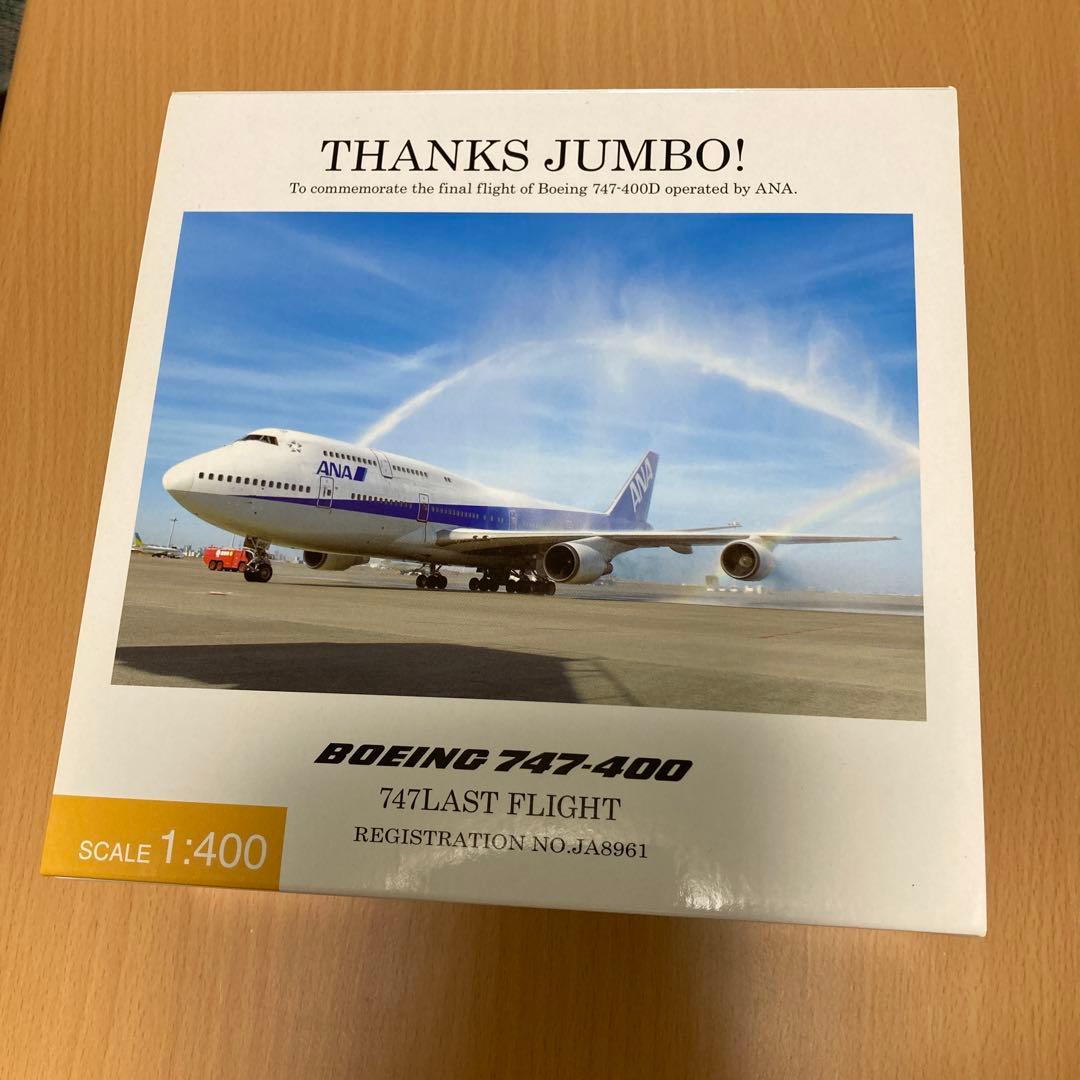 THANKS JUMBO!
To commemorate the final flight of Boeing 747-400D operated by ANA.
ANA
ANA
BOEING 747-400
747LAST FLIGHT
REGISTRATION NO.JA8961
SCALE 1:400